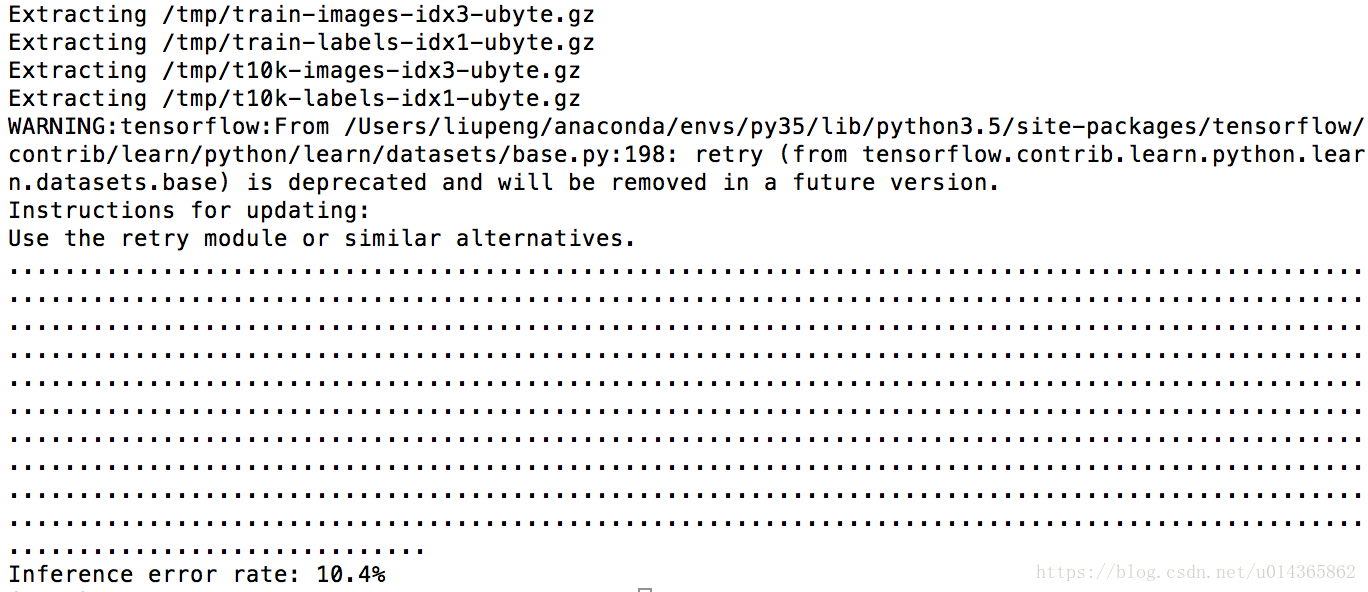 Extracting /tmp/train-images-idx3-ubyte.gz
Extracting /tmp/train-labels-idx1-ubyte.gz
Extracting /tmp/t10k-images-idx3-ubyte.gz
Extracting /tmp/t10k-labels-idx1-ubyte.gz
WARNING:tensorflow:From /Users/liupeng/anaconda/envs/py35/lib/python3.5/site-packages/tensorflow/
contrib/learn/python/learn/datasets/base.py:198: retry (from tensorflow.contrib.learn.python.lear
n.datasets.base) is deprecated and will be removed in a future version.
Instructions for updating:
Use the retry module or similar alternatives.
.................................................................................................
.................................................................................................
.................................................................................................
.................................................................................................
.................................................................................................
.................................................................................................
.................................................................................................
.................................................................................................
.................................................................................................
.................................................................................................
..............................
Inference error rate: 10.4%
https://blog.csdn.net/u014365862